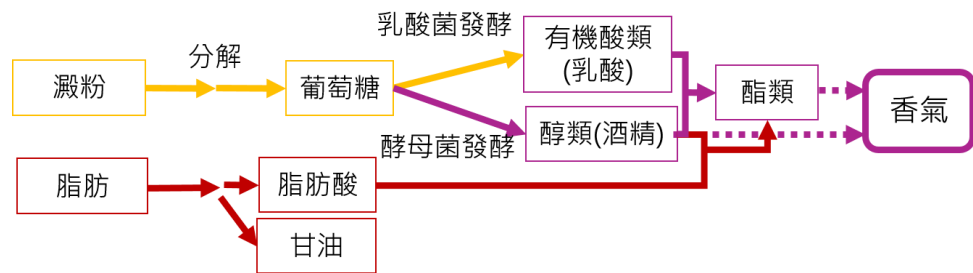 乳酸菌發酵
有機酸類
(乳酸)
分解
澱粉
葡萄糖
酯類
香氣
醇類(酒精)
酵母菌發酵
脂肪
脂肪酸
甘油